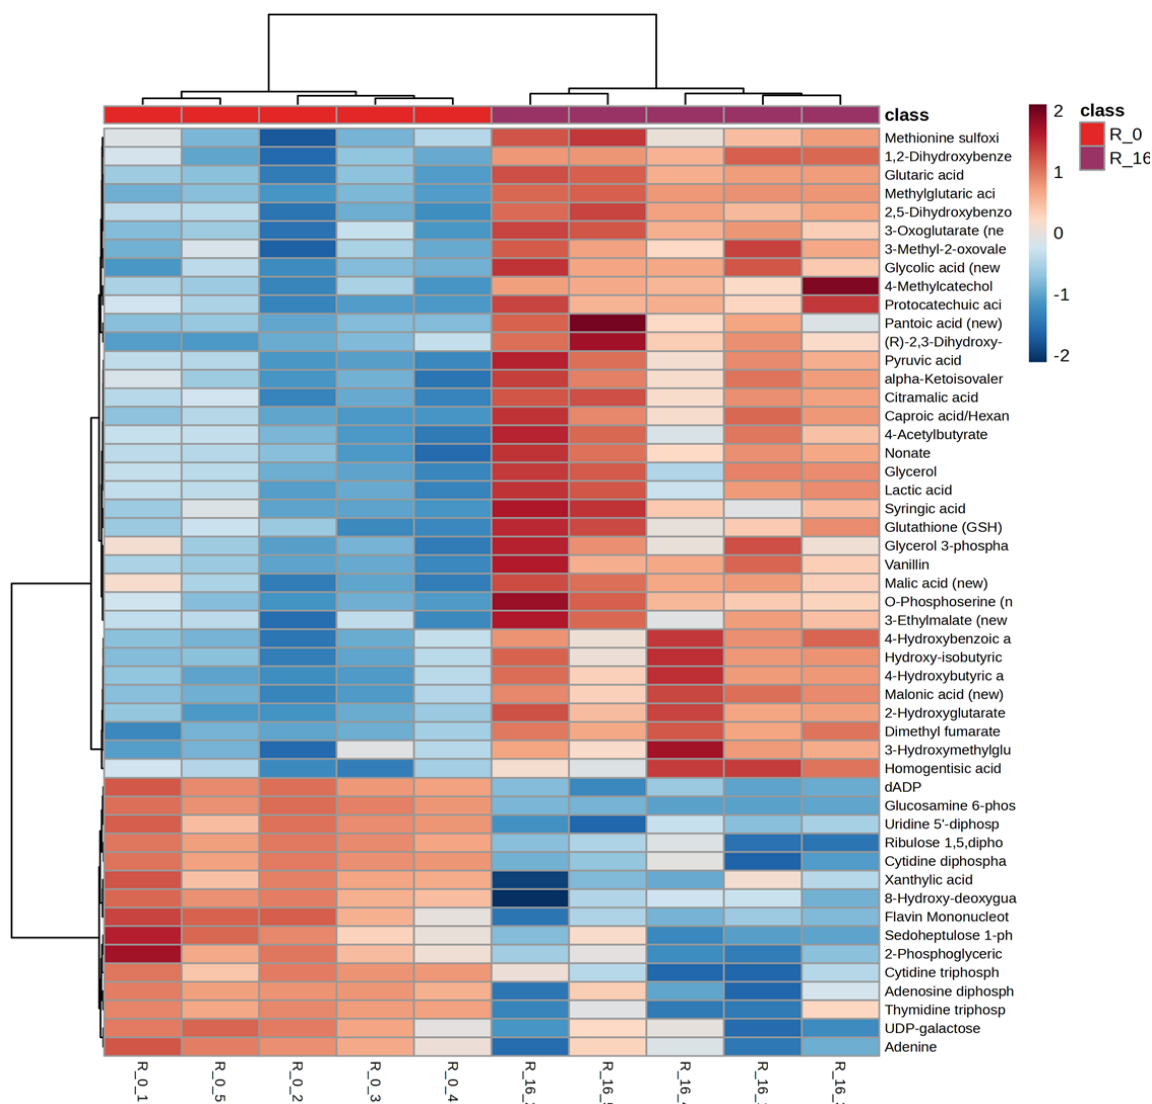 class
Methionine sulfoxi
1,2-Dihydroxybenze
Glutaric acid
Methylglutaric aci
2,5-Dihydroxybenzo
3-Oxoglutarate (ne
3-Methyl-2-oxovale
Glycolic acid (new
4-Methylcatechol
Protocatechuic aci
Pantoic acid (new)
(R)-2,3-Dihydroxy-
Pyruvic acid
alpha-Ketoisovaler
Citramalic acid
Caproic acid/Hexan
4-Acetylbutyrate
Nonate
Glycerol
Lactic acid
Syringic acid
Glutathione (GSH)
Glycerol 3-phospha
Vanillin
Malic acid (new)
O-Phosphoserine (n
3-Ethylmalate (new
4-Hydroxybenzoic a
Hydroxy-isobutyric
4-Hydroxybutyric a
Malonic acid (new)
2-Hydroxyglutarate
Dimethyl fumarate
3-Hydroxymethylglu
Homogentisic acid
dADP
Glucosamine 6-phos
Uridine 5'-diphosp
Ribulose 1,5,dipho
Cytidine diphospha
Xanthylic acid
8-Hydroxy-deoxygua
Flavin Mononucleot
Sedoheptulose 1-ph
2-Phosphoglyceric
Cytidine triphosph
Adenosine diphosph
Thymidine triphosp
UDP-galactose
Adenine
2
1
0
-1
-2
class
R_0
R_16
R_0_1
R_0_5
R_0_2
R_0_3
R_0_4
R_16
R_16
R_16
R_16
R_16